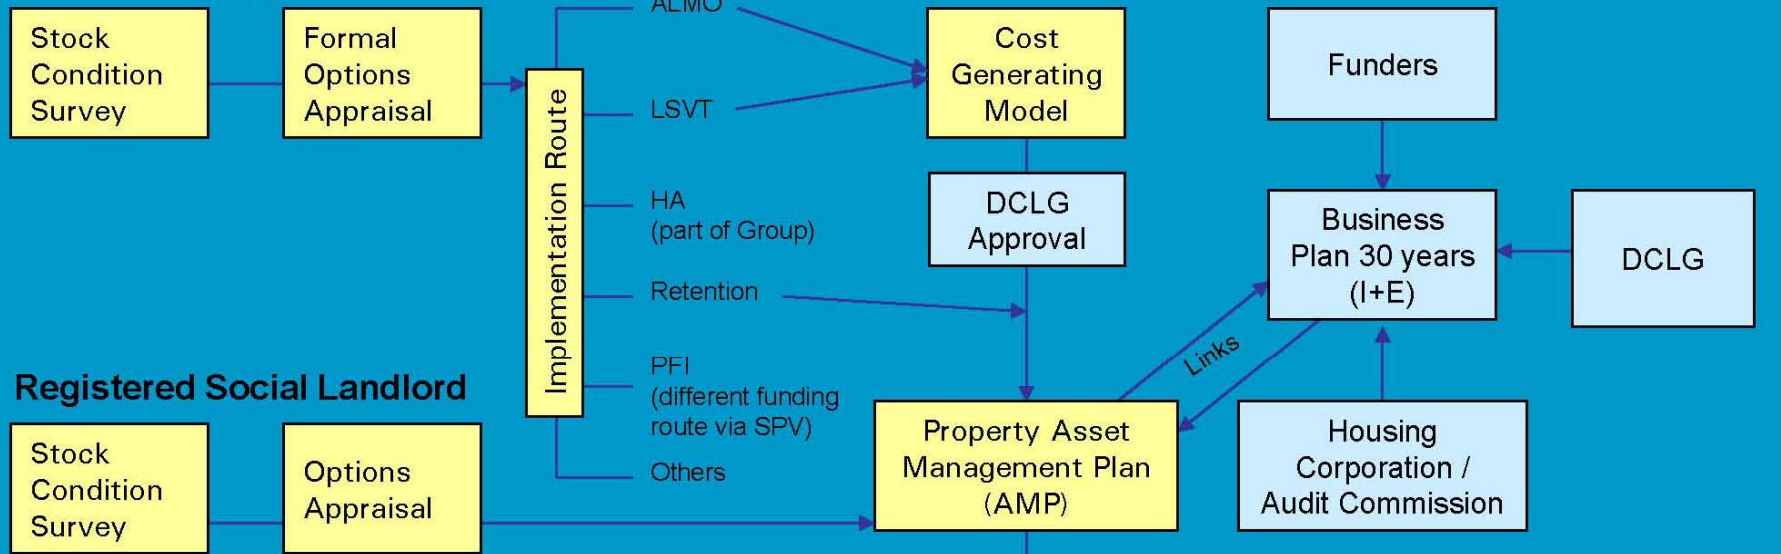 Stock
Condition
Survey
Formal
Options
Appraisal
Implementation Route
ALMO
LSVT
HA
(part of Group)
Retention
PFI
(different funding
route via SPV)
Others
Cost
Generating
Model
DCLG
Approval
Funders
Business
Plan 30 years
(I+E)
DCLG
Links
Registered Social Landlord
Stock
Condition
Survey
Options
Appraisal
Property Asset
Management Plan
(AMP)
Housing
Corporation /
Audit Commission